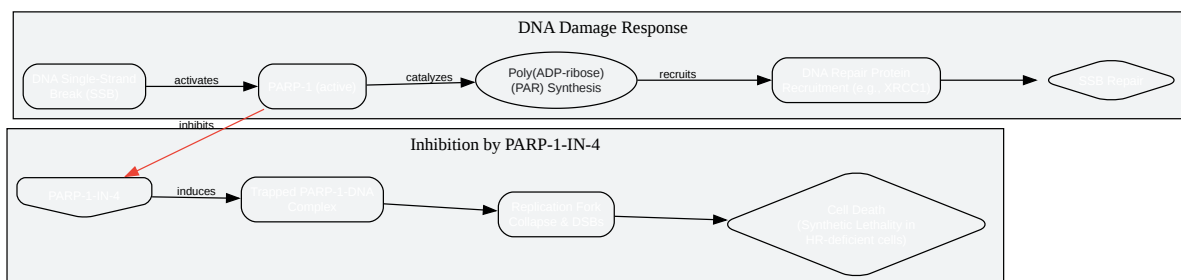 DNA Damage Response
DNA Single-Strand
Break (SSB)
activates
PARP-1 (active)
catalyzes
Poly(ADP-ribose)
(PAR) Synthesis
recruits
DNA Repair Protein
Recruitment (e.g., XRCC1)
SSB Repair
inhibits
Inhibition by PARP-1-IN-4
PARP-1-IN-4
induces
Trapped PARP-1-DNA
Complex
Replication Fork
Collapse & DSBs
Cell Death
(Synthetic Lethality in
HR-deficient cells)